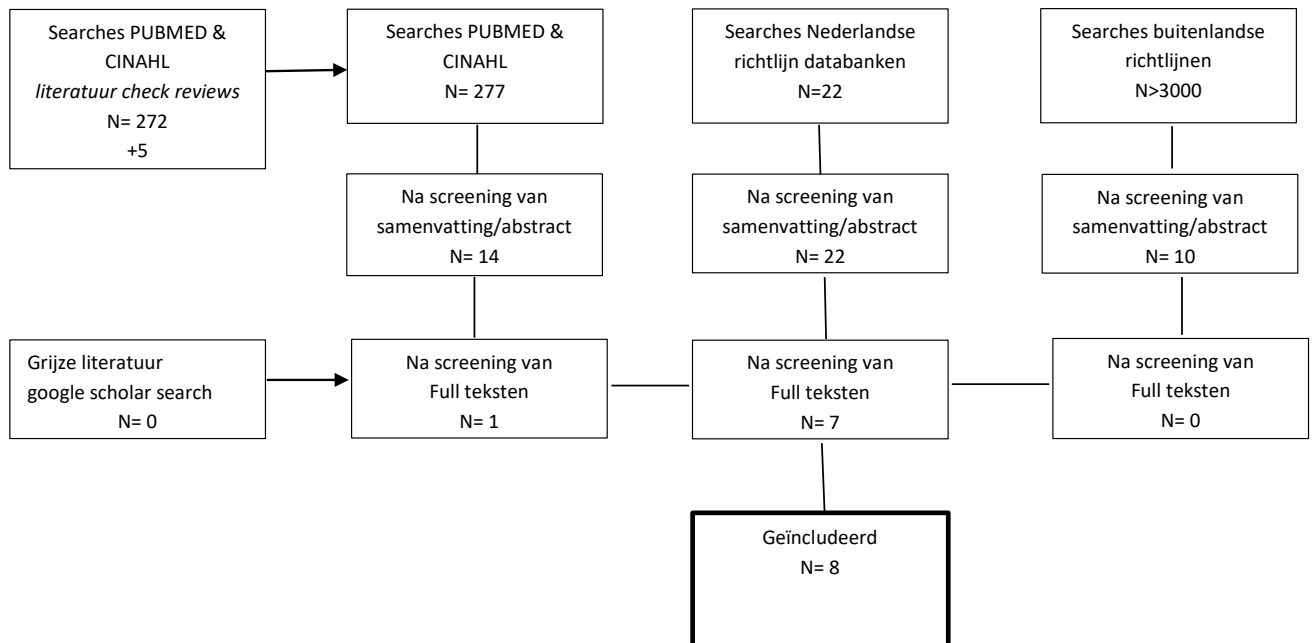 Searches PUBMED &
CINAHL
literatuur check reviews
N= 272
+5
Searches PUBMED &
CINAHL
N= 277
Searches Nederlandse
richtlijn databanken
N=22
Searches buitenlandse
richtlijnen
N>3000
Na screening van
samenvatting/abstract
N= 14
Na screening van
samenvatting/abstract
N= 22
Na screening van
samenvatting/abstract
N= 10
Grijze literatuur
google scholar search
N= 0
Na screening van
Full teksten
N= 1
Na screening van
Full teksten
N= 7
Na screening van
Full teksten
N= 0
Geïncludeerd
N= 8